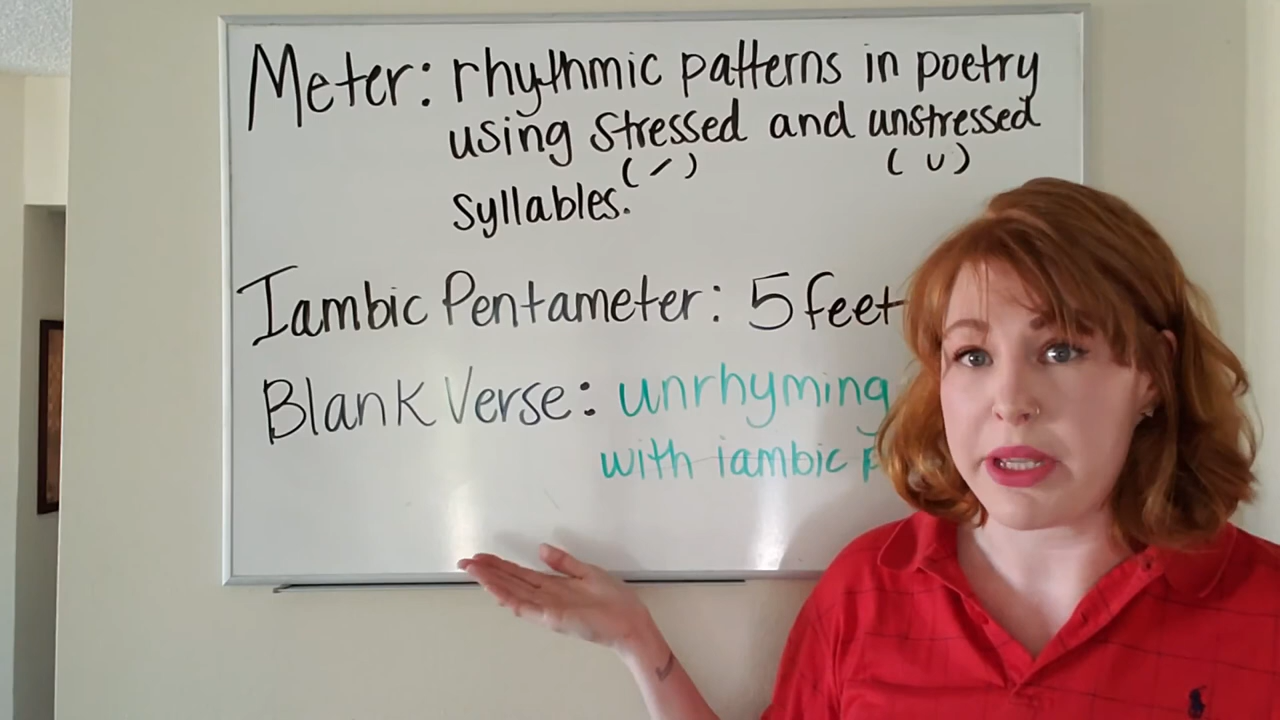 Meter: rhythmic patterns in poetry
using stressed and unstressed
( / ) ( ∪ )
syllables.
Iambic Pentameter: 5 feet
Blank Verse: unrhyming
with iambic